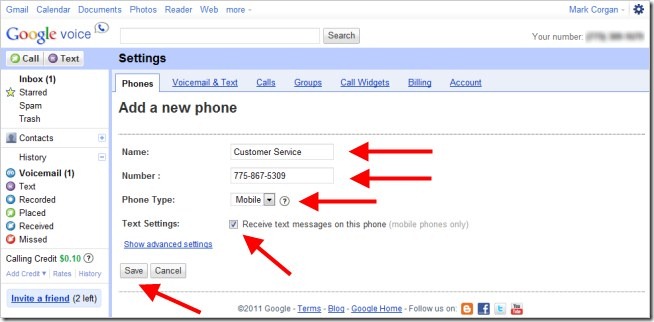 Gmail Calendar Documents Photos Reader Web more Mark Corgan
Google voice Search Your number:
Call Text Settings
Inbox (1)
Starred
Spam
Trash
Contacts
History
Voicemail (1)
Text
Recorded
Placed
Received
Missed
Calling Credit $0.10 ?
Add Credit Rates History
Invite a friend (2 left)
Phones Voicemail & Text Calls Groups Call Widgets Billing Account
Add a new phone
Name: Customer Service
Number : 775-867-5309
Phone Type: Mobile ?
Text Settings: Receive text messages on this phone (mobile phones only)
Show advanced settings
Save Cancel
©2011 Google - Terms - Blog - Google Home - Follow us on: